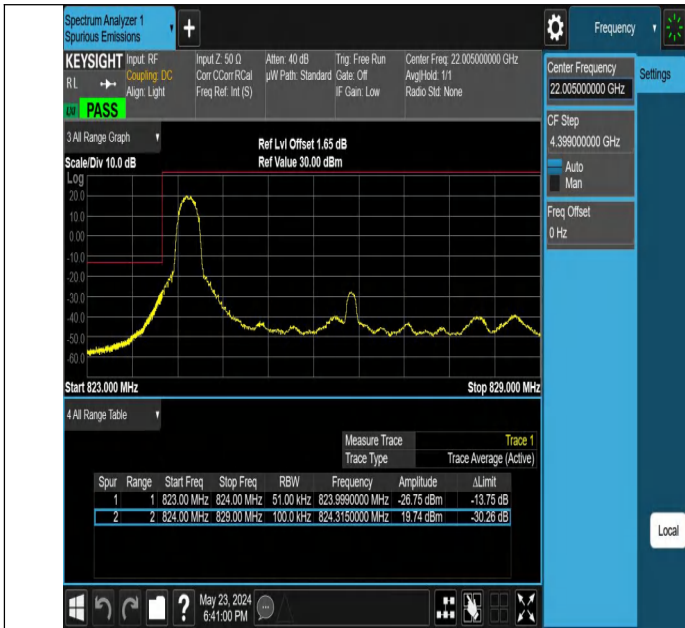 Spectrum Analyzer 1
Spurious Emissions
Frequency
KEYSIGHT
RL
PASS
Input: RF
Coupling: DC
Align: Light
Input Z: 50 Ω
Corr CCorr RCal
Freq Ref: Int (S)
Atten: 40 dB
µW Path: Standard
Trig: Free Run
Gate: Off
IF Gain: Low
Center Freq: 22.005000000 GHz
Avg|Hold: 1/1
Radio Std: None
Center Frequency
22.005000000 GHz
Settings
CF Step
4.399000000 GHz
Auto
Man
Freq Offset
0 Hz
3 All Range Graph
Ref Lvl Offset 1.65 dB
Scale/Div 10.0 dB
Ref Value 30.00 dBm
Log
20.0
10.0
0.00
-10.0
-20.0
-30.0
-40.0
-50.0
-60.0
Start 823.000 MHz
Stop 829.000 MHz
4 All Range Table
Measure Trace Trace 1
Trace Type Trace Average (Active)
Spur Range Start Freq Stop Freq RBW Frequency Amplitude ΔLimit
1 1 823.00 MHz 824.00 MHz 51.00 kHz 823.9990000 MHz -26.75 dBm -13.75 dB
2 2 824.00 MHz 829.00 MHz 100.0 kHz 824.3150000 MHz 19.74 dBm -30.26 dB
Local
?
May 23, 2024
6:41:00 PM